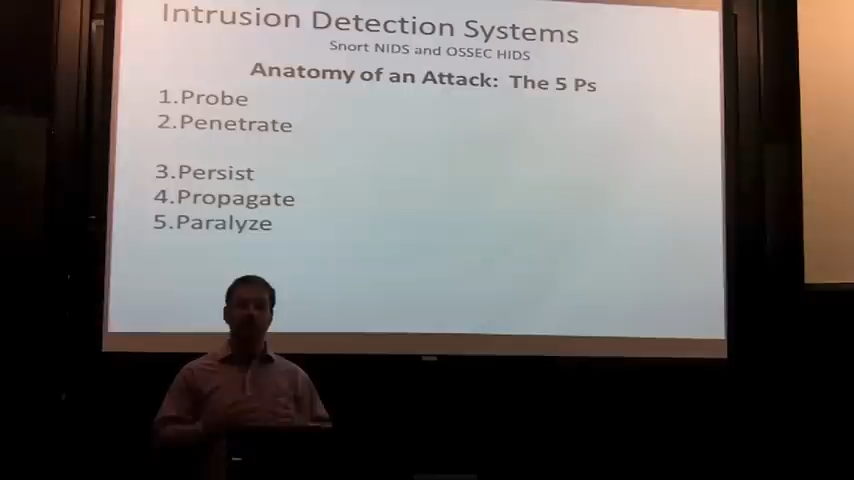 Intrusion Detection Systems
Snort NIDS and OSSEC HIDS
Anatomy of an Attack:  The 5 Ps
1.Probe
2.Penetrate
3.Persist
4.Propagate
5.Paralyze